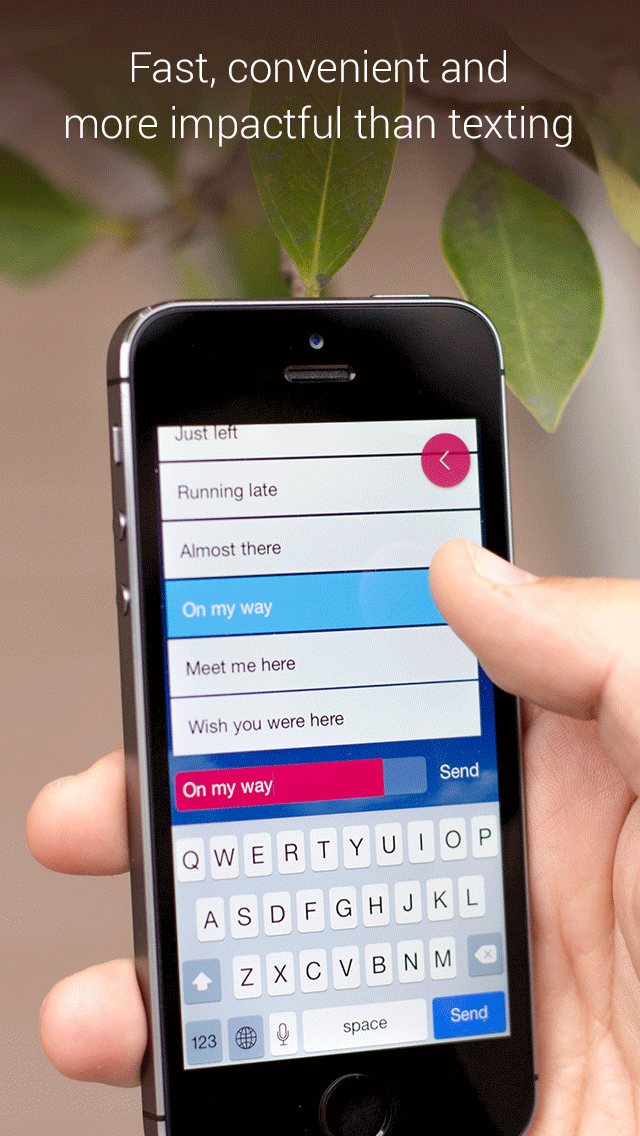 Fast, convenient and
more impactful than texting
Just left
Running late
Almost there
On my way
Meet me here
Wish you were here
On my way
Send
Q W E R T Y U I O P
A S D F G H J K L
Z X C V B N M
123
space
Send